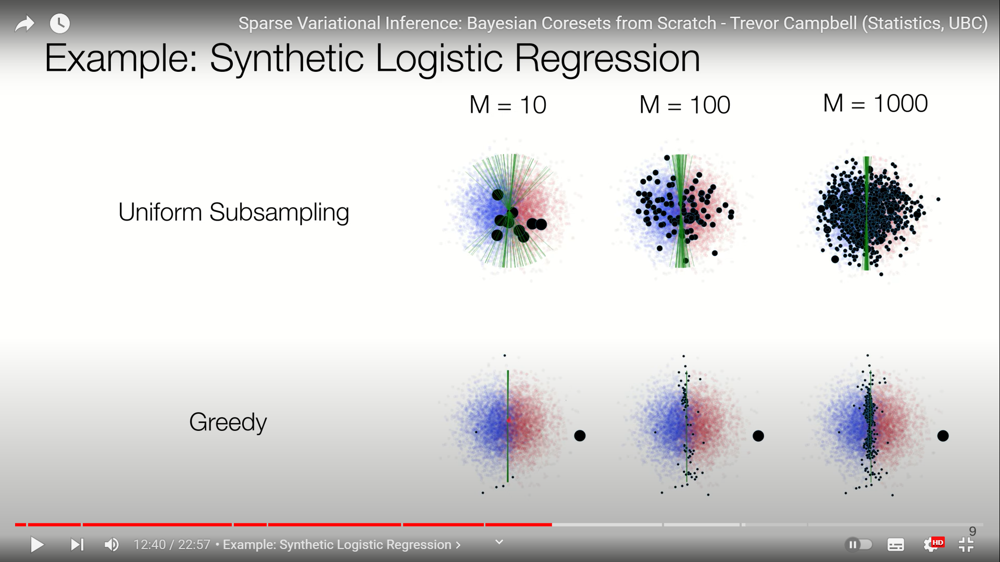 Sparse Variational Inference: Bayesian Coresets from Scratch - Trevor Campbell (Statistics, UBC)
Example: Synthetic Logistic Regression
M = 10
M = 100
M = 1000
Uniform Subsampling
Greedy
9
12:40 / 22:57 • Example: Synthetic Logistic Regression
HD